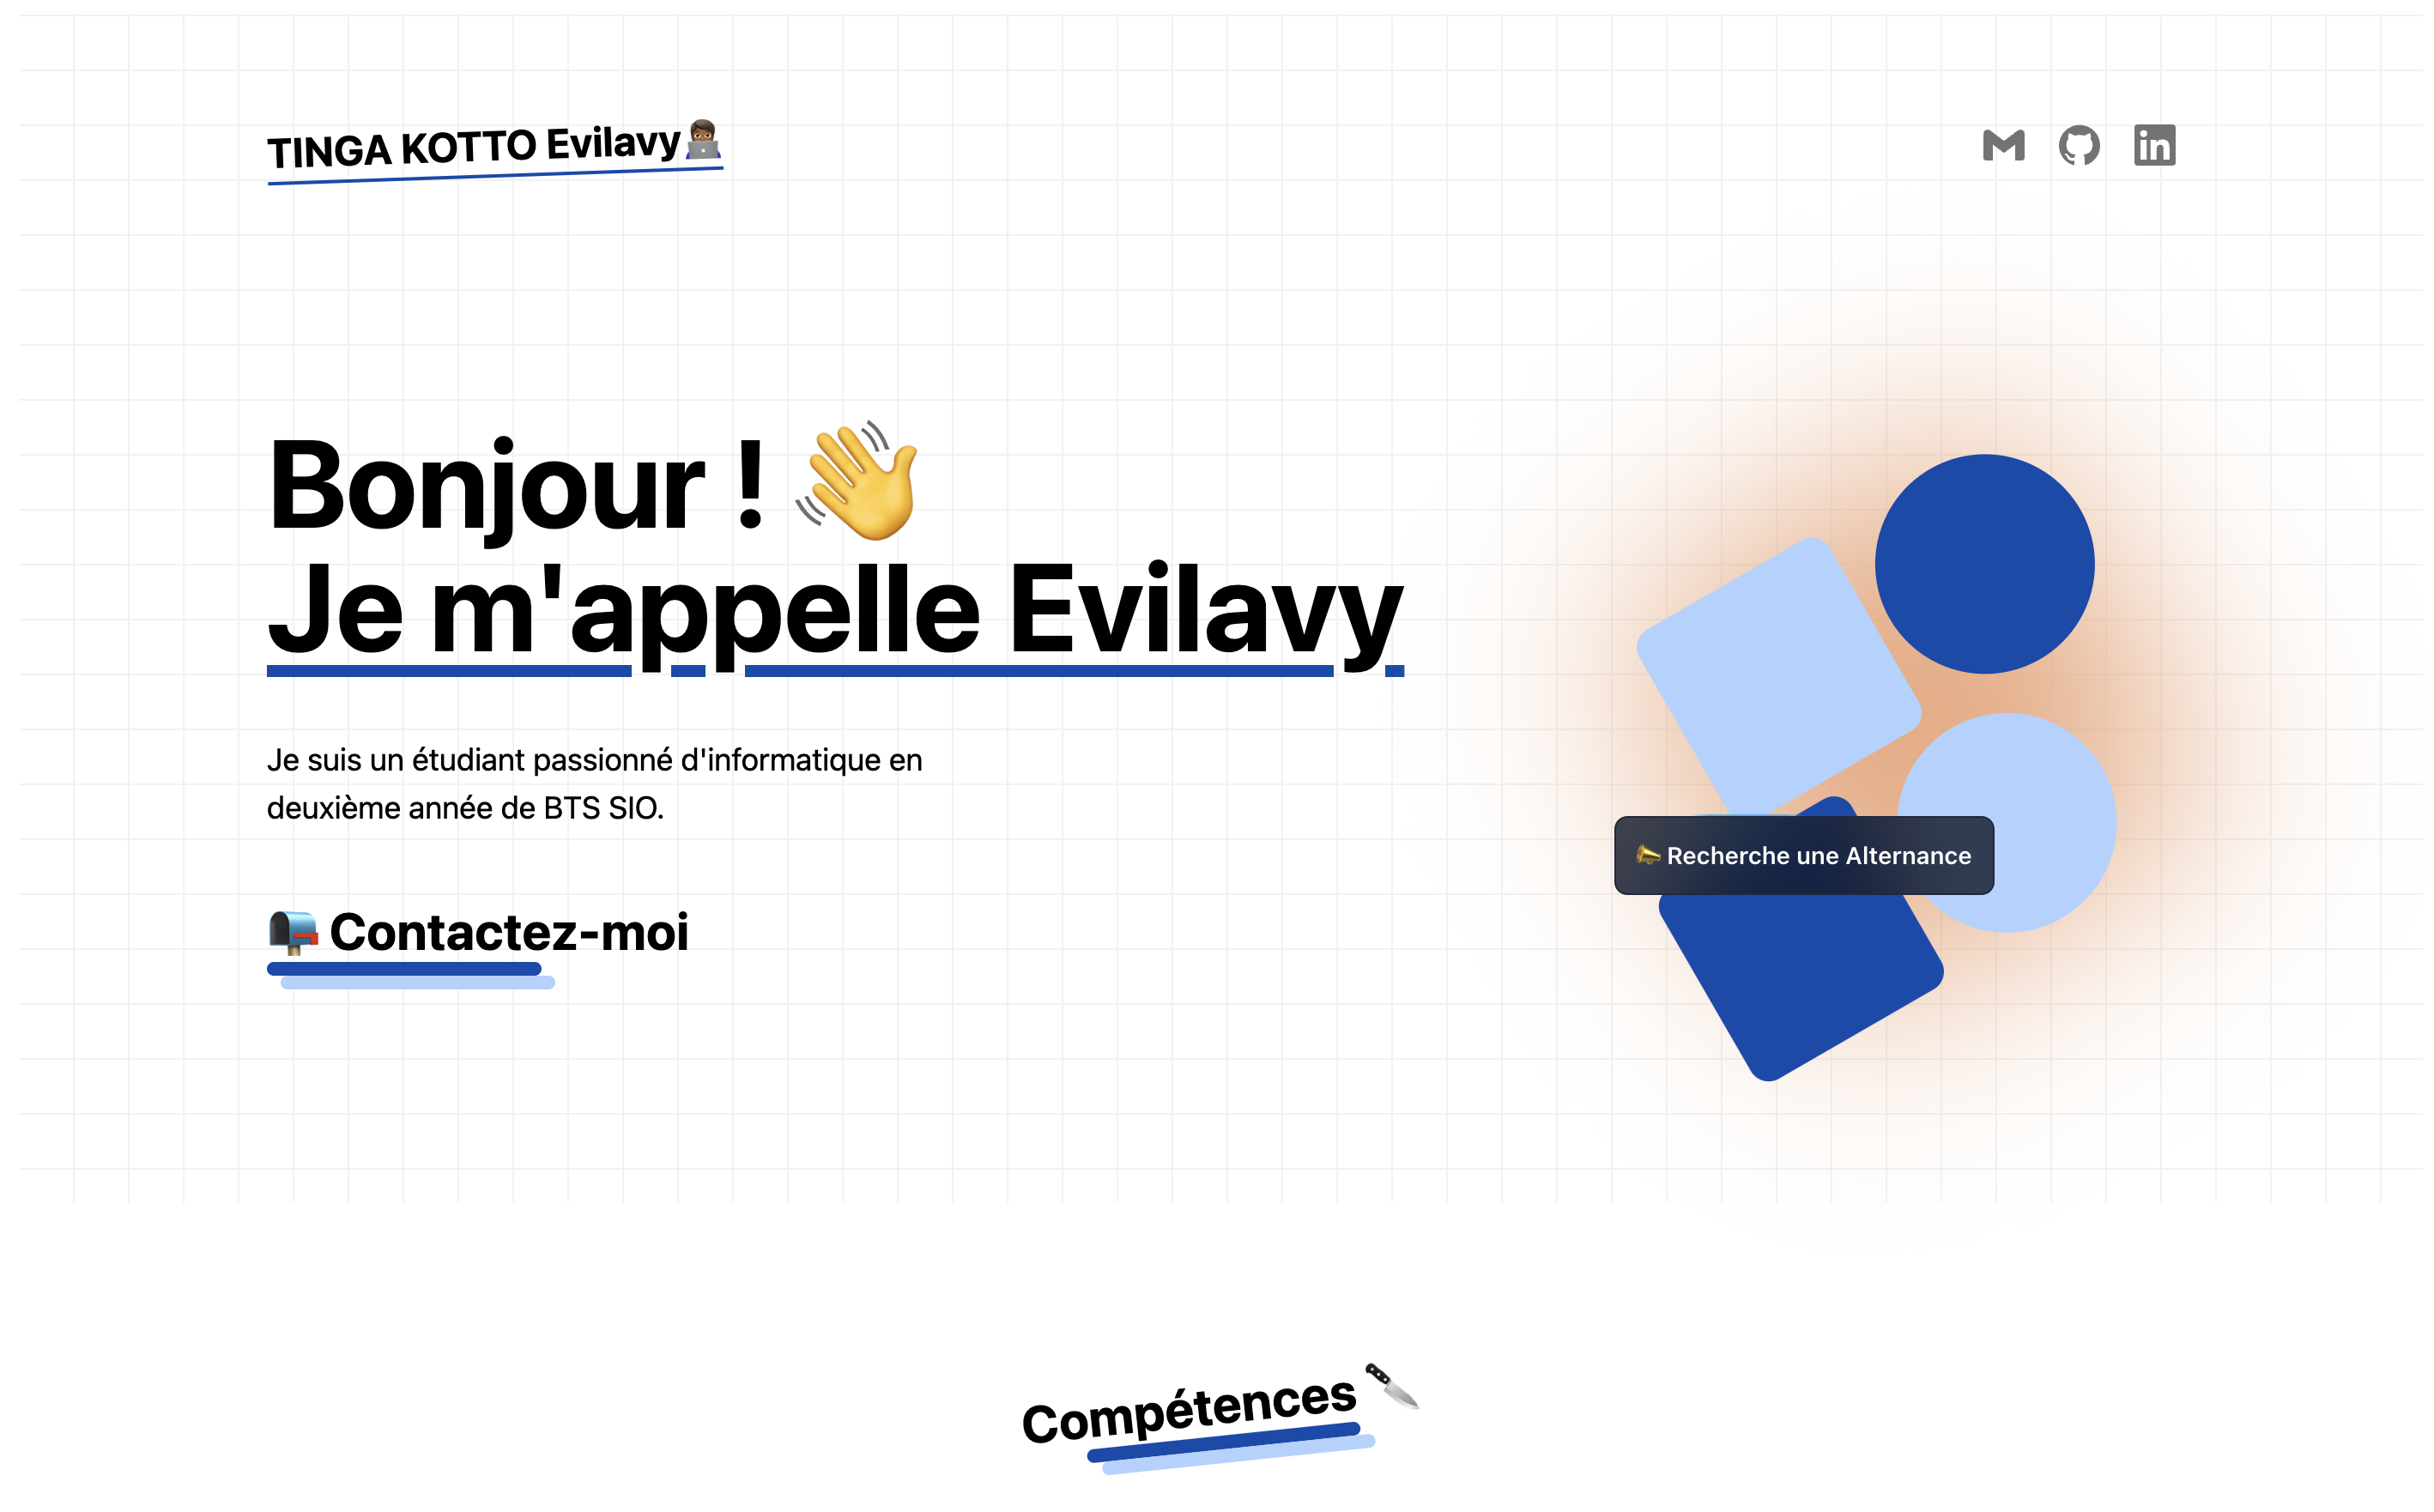 TINGA KOTTO Evilavy
Bonjour !
Je m'appelle Evilavy
Je suis un étudiant passionné d'informatique en
deuxième année de BTS SIO.
Contactez-moi
Recherche une Alternance
Compétences